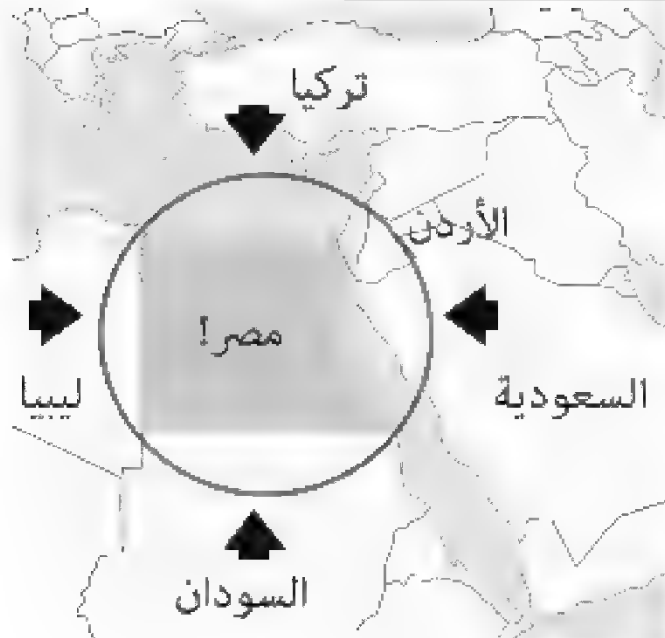 تركيا
الأردن
مصر!
ليبيا
السعودية
السودان